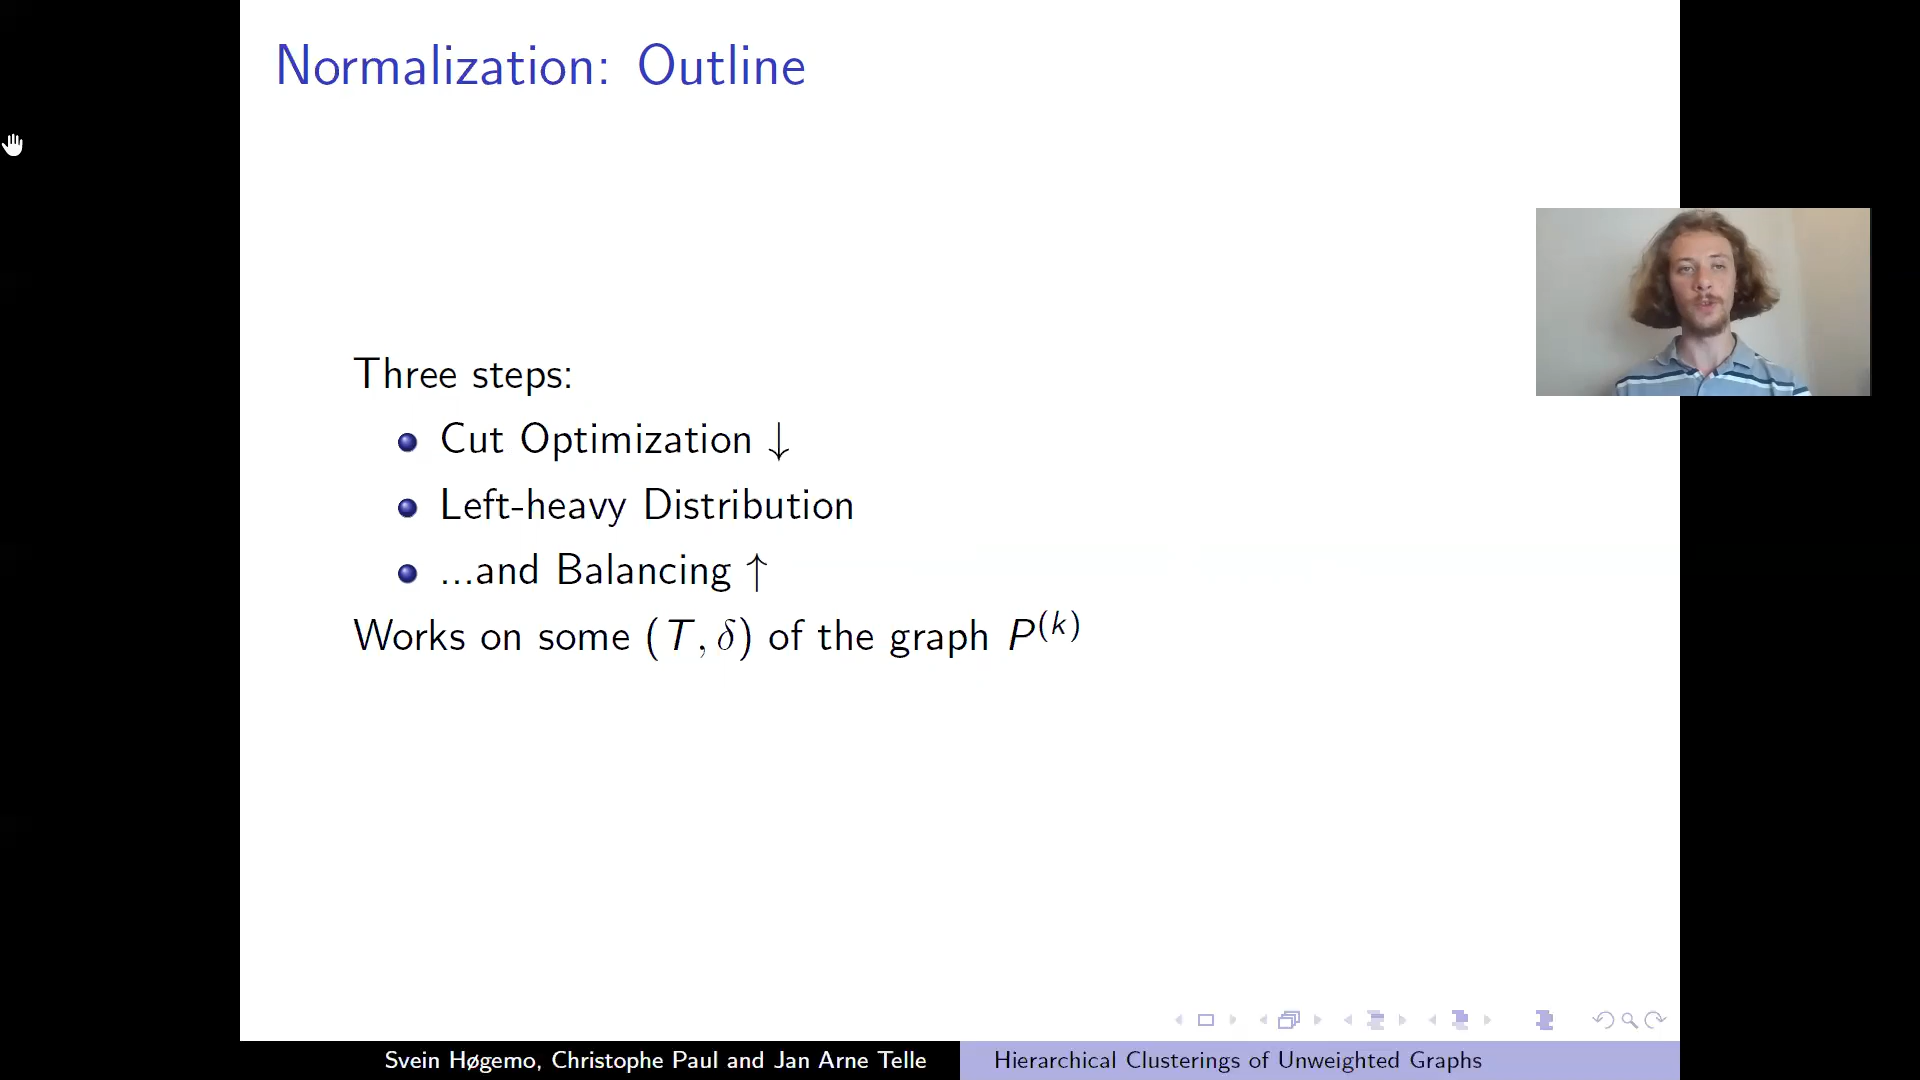 Normalization: Outline
Three steps:
Cut Optimization ↓
Left-heavy Distribution
...and Balancing ↑
Works on some (T, δ) of the graph P^(k)
Svein Høgemo, Christophe Paul and Jan Arne Telle
Hierarchical Clusterings of Unweighted Graphs